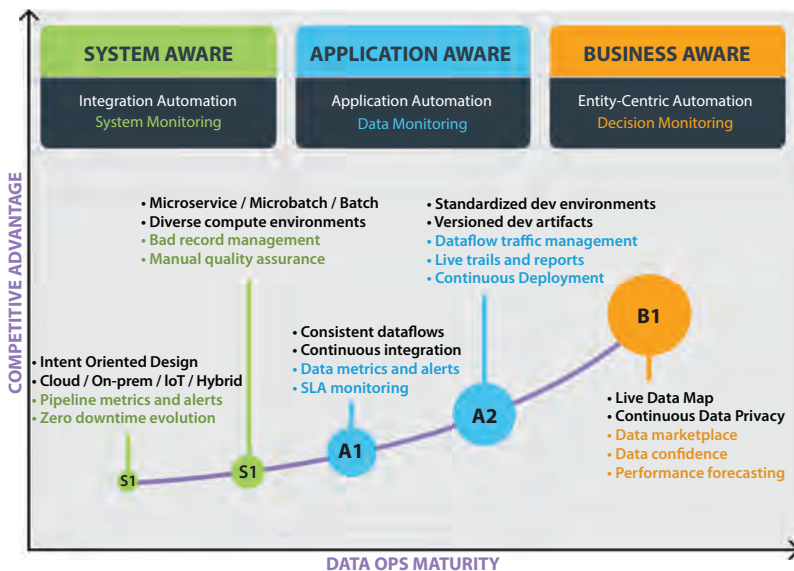 SYSTEM AWARE
Integration Automation
System Monitoring
APPLICATION AWARE
Application Automation
Data Monitoring
BUSINESS AWARE
Entity-Centric Automation
Decision Monitoring
COMPETITIVE ADVANTAGE
• Microservice / Microbatch / Batch
• Diverse compute environments
• Bad record management
• Manual quality assurance
• Standardized dev environments
• Versioned dev artifacts
• Dataflow traffic management
• Live trails and reports
• Continuous Deployment
• Intent Oriented Design
• Cloud / On-prem / IoT / Hybrid
• Pipeline metrics and alerts
• Zero downtime evolution
• Consistent dataflows
• Continuous integration
• Data metrics and alerts
• SLA monitoring
• Live Data Map
• Continuous Data Privacy
• Data marketplace
• Data confidence
• Performance forecasting
S1
S1
A1
A2
B1
DATA OPS MATURITY